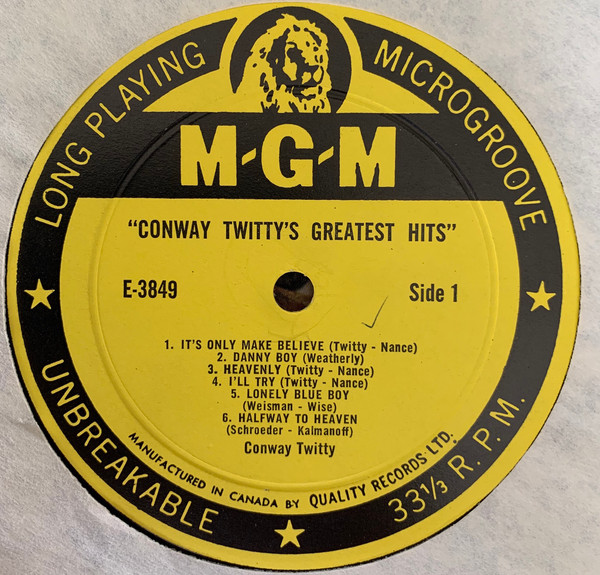 LONG PLAYING
MICROGROOVE
M-G-M
"CONWAY TWITTY'S GREATEST HITS"
E-3849
Side 1
1. IT'S ONLY MAKE BELIEVE (Twitty - Nance)
2. DANNY BOY (Weatherly)
3. HEAVENLY (Twitty - Nance)
4. I'LL TRY (Twitty - Nance)
5. LONELY BLUE BOY
(Weisman - Wise)
6. HALFWAY TO HEAVEN
(Schroeder - Kalmanoff)
Conway Twitty
MANUFACTURED IN CANADA BY QUALITY RECORDS LTD.
UNBREAKABLE
33⅓ R.P.M.